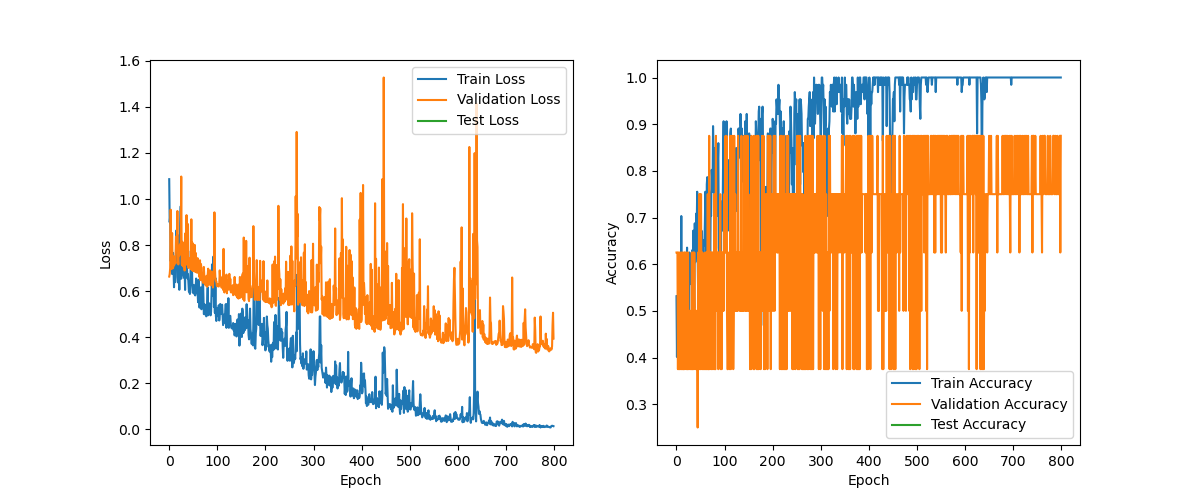 1.6
1.4
1.2
1.0
0.8
0.6
0.4
0.2
0.0
Loss
0 100 200 300 400 500 600 700 800
Epoch
Train Loss
Validation Loss
Test Loss
1.0
0.9
0.8
0.7
0.6
0.5
0.4
0.3
Accuracy
0 100 200 300 400 500 600 700 800
Epoch
Train Accuracy
Validation Accuracy
Test Accuracy